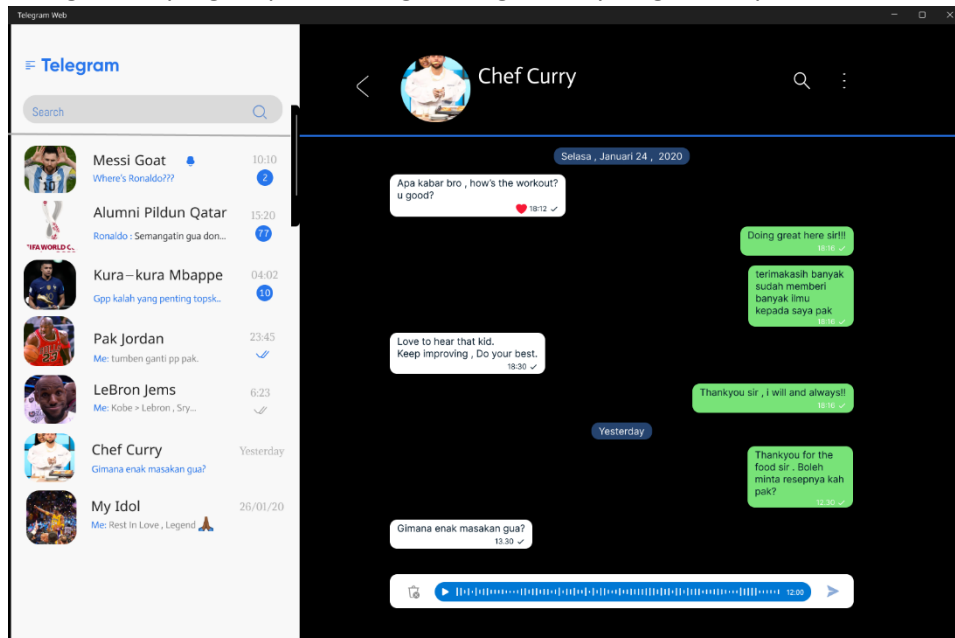 Telegram Web
Telegram
Search
Messi Goat
10:10
Where's Ronaldo???
2
Alumni Pildun Qatar
15:20
Ronaldo : Semangatin gua don...
77
"IFA WORLD C..
Kura-kura Mbappe
04:02
Gpp kalah yang penting topsk..
10
Pak Jordan
23:45
Me: tumben ganti pp pak.
LeBron Jems
6:23
Me: Kobe > Lebron , Sry...
Chef Curry
Yesterday
Gimana enak masakan gua?
My Idol
26/01/20
Me: Rest In Love , Legend 🙏🏾
Chef Curry
Selasa , Januari 24 , 2020
Apa kabar bro , how's the workout?
u good?
❤️ 18:12 ✓
Doing great here sir!!!
18:16 ✓
terimakasih banyak
sudah memberi
banyak ilmu
kepada saya pak
18:16 ✓
Love to hear that kid.
Keep improving , Do your best.
18:30 ✓
Thankyou sir , i will and always!!
18:16 ✓
Yesterday
Thankyou for the
food sir . Boleh
minta resepnya kah
pak?
12.30 ✓
Gimana enak masakan gua?
13.30 ✓
12:00